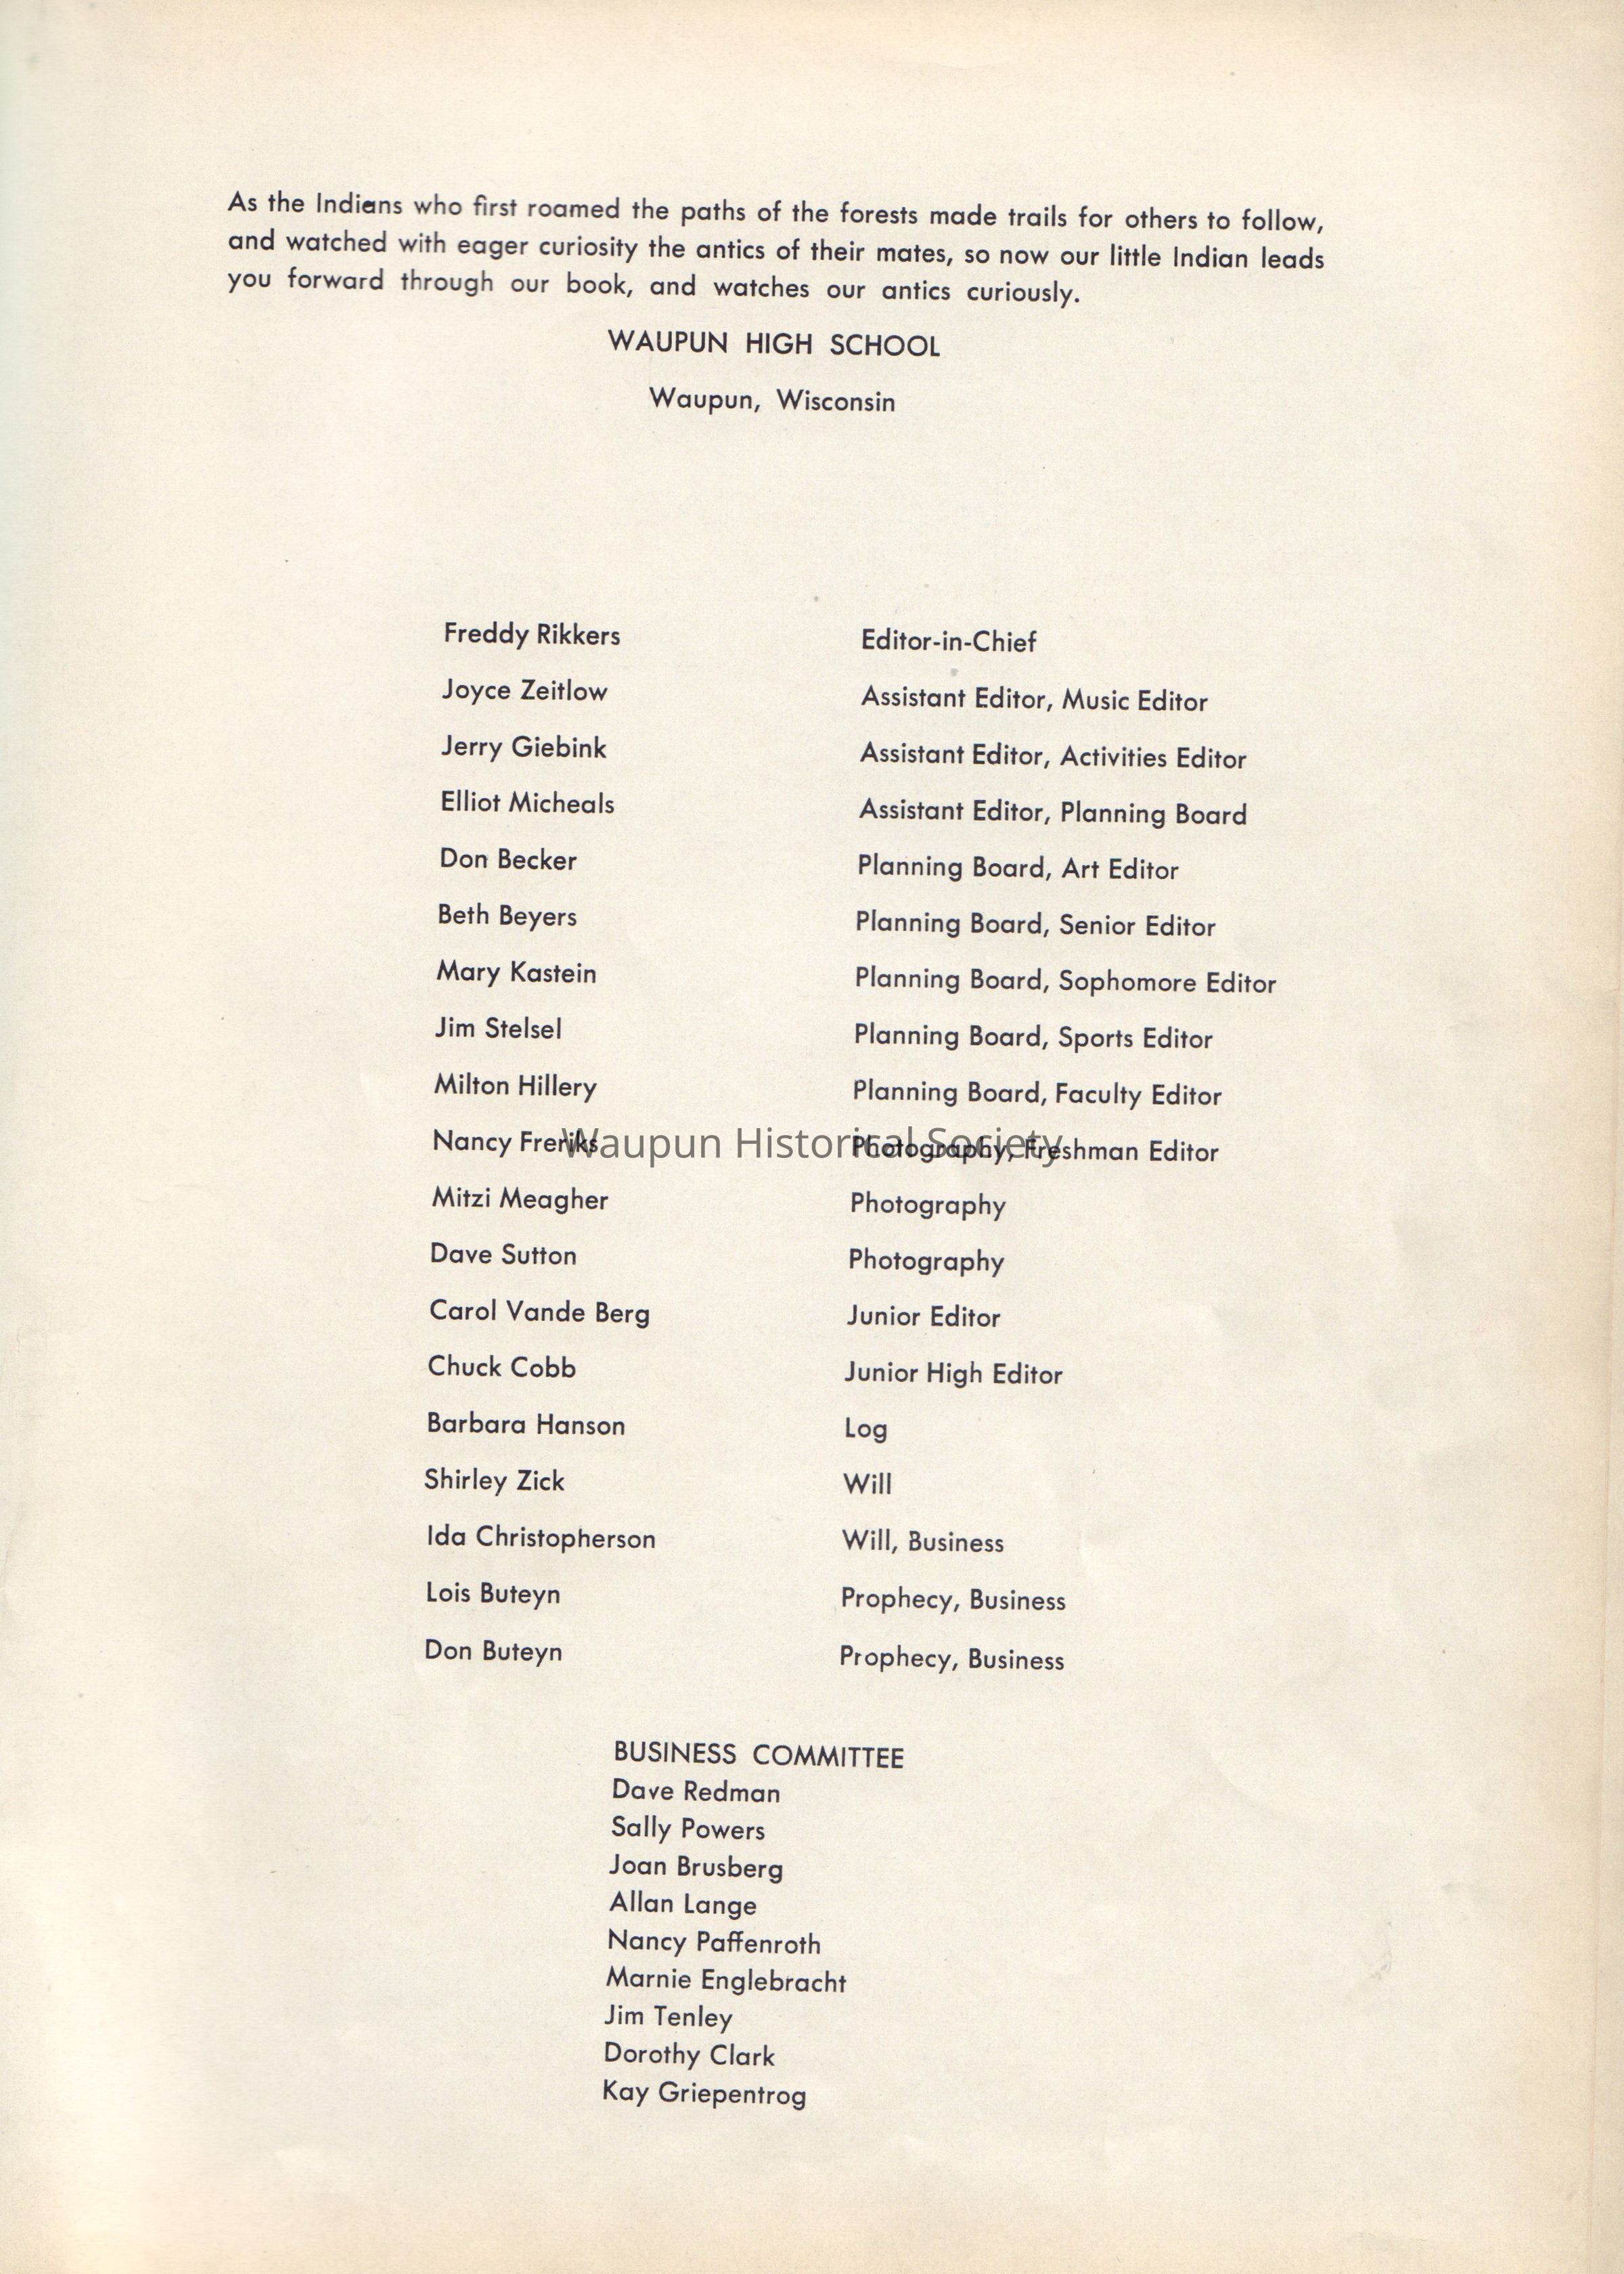 As the Indians who first roamed the paths of the forests made trails for others to follow,
and watched with eager curiosity the antics of their mates, so now our little Indian leads
you forward through our book, and watches our antics curiously.
WAUPUN HIGH SCHOOL
Waupun, Wisconsin
Freddy Rikkers Editor-in-Chief
Joyce Zeitlow Assistant Editor, Music Editor
Jerry Giebink Assistant Editor, Activities Editor
Elliot Micheals Assistant Editor, Planning Board
Don Becker Planning Board, Art Editor
Beth Beyers Planning Board, Senior Editor
Mary Kastein Planning Board, Sophomore Editor
Jim Stelsel Planning Board, Sports Editor
Milton Hillery Planning Board, Faculty Editor
Nancy Freriks Photography, Freshman Editor
Waupun Historical Society
Mitzi Meagher Photography
Dave Sutton Photography
Carol Vande Berg Junior Editor
Chuck Cobb Junior High Editor
Barbara Hanson Log
Shirley Zick Will
Ida Christopherson Will, Business
Lois Buteyn Prophecy, Business
Don Buteyn Prophecy, Business
BUSINESS COMMITTEE
Dave Redman
Sally Powers
Joan Brusberg
Allan Lange
Nancy Paffenroth
Marnie Englebracht
Jim Tenley
Dorothy Clark
Kay Griepentrog